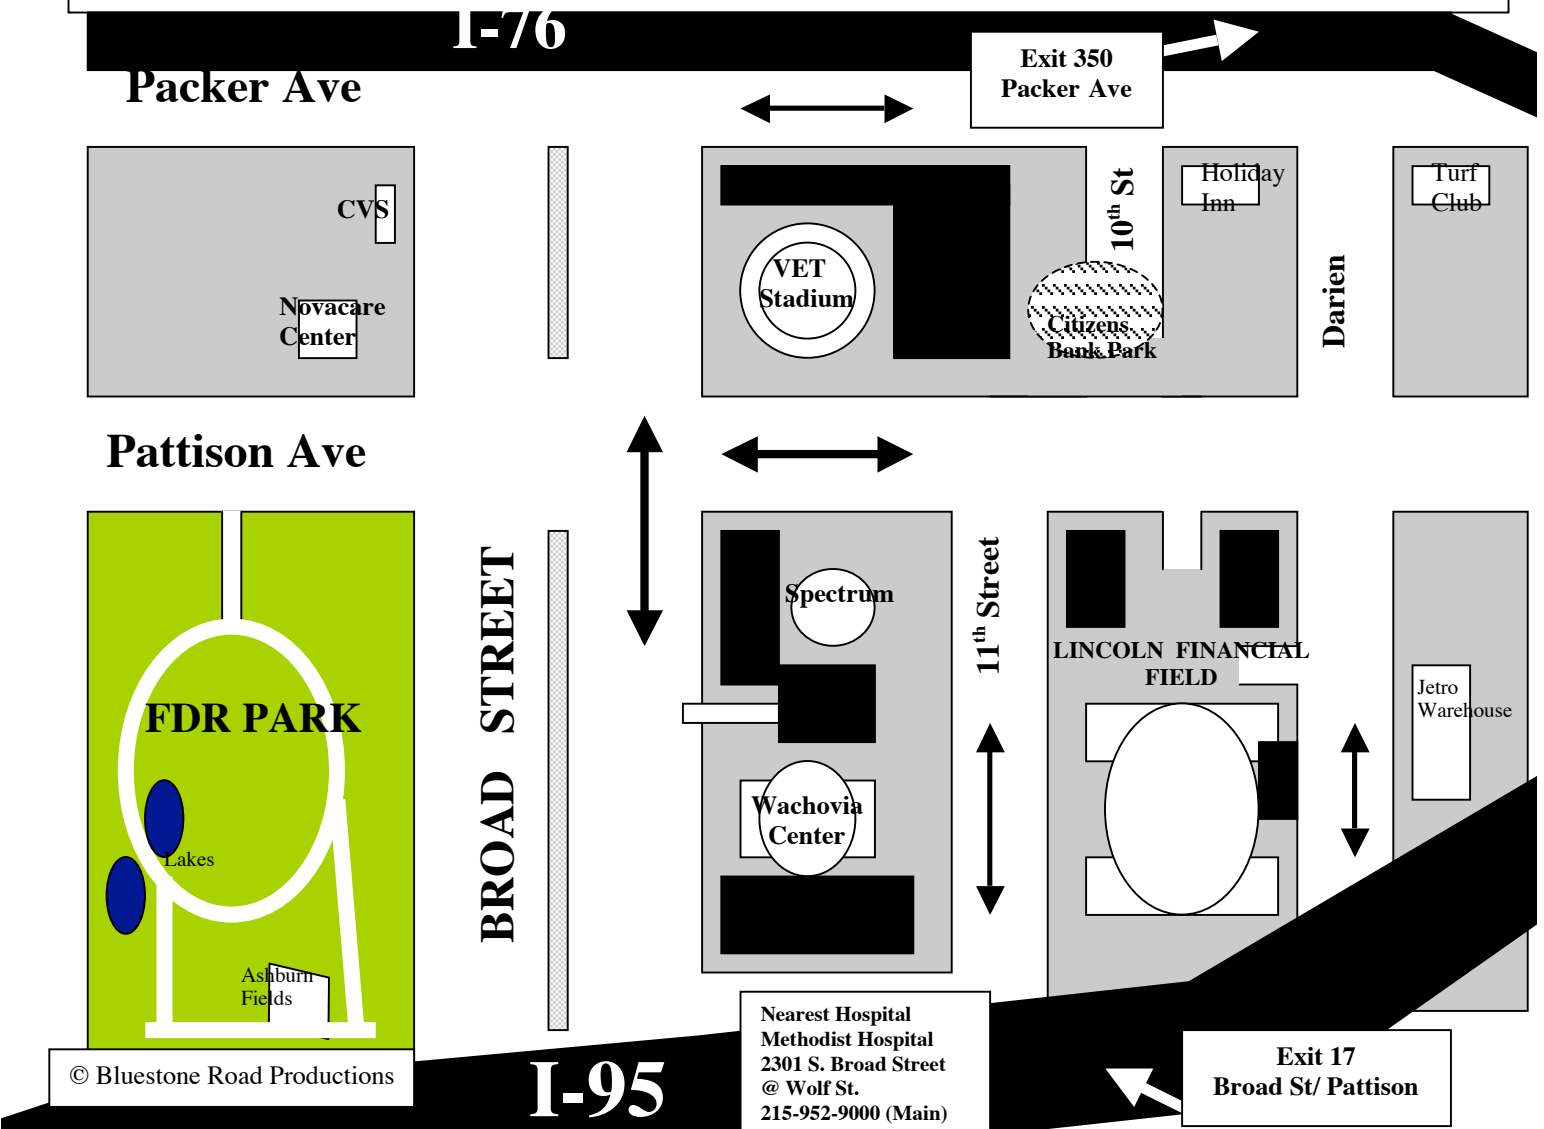 I-76
Exit 350
Packer Ave
Packer Ave
CVS
Novacare
Center
VET
Stadium
10th St
Citizens
Bank Park
Holiday
Inn
Darien
Turf
Club
Pattison Ave
BROAD STREET
FDR PARK
Lakes
Ashburn
Fields
Spectrum
11th Street
LINCOLN FINANCIAL
FIELD
Wachovia
Center
Jetro
Warehouse
© Bluestone Road Productions
I-95
Nearest Hospital
Methodist Hospital
2301 S. Broad Street
@ Wolf St.
215-952-9000 (Main)
Exit 17
Broad St/ Pattison